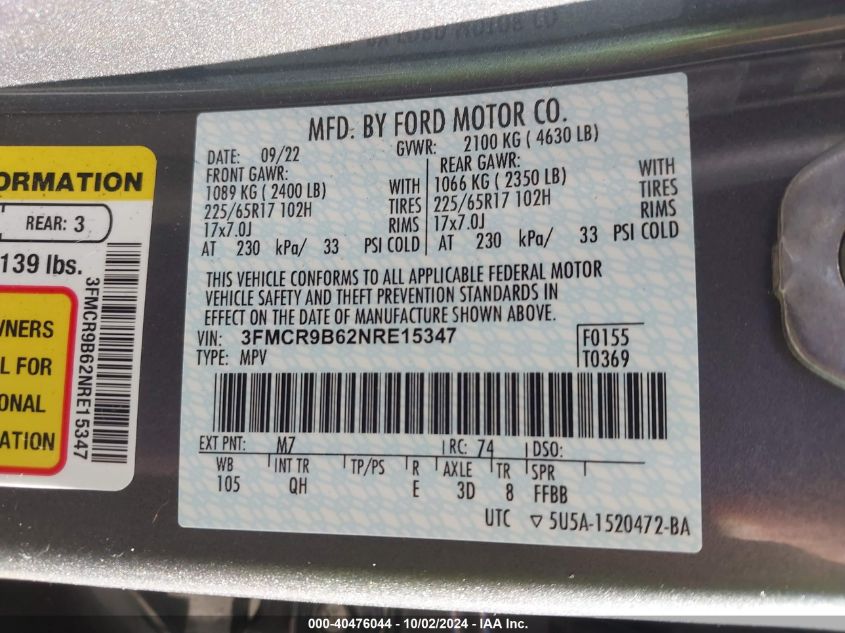 MFD. BY FORD MOTOR CO.
DATE: 09/22 GVWR: 2100 KG ( 4630 LB)
FRONT GAWR: REAR GAWR:
1089 KG ( 2400 LB) WITH 1066 KG ( 2350 LB) WITH
225/65R17 102H TIRES 225/65R17 102H TIRES
17x7.0J RIMS 17x7.0J RIMS
AT 230 kPa/ 33 PSI COLD AT 230 kPa/ 33 PSI COLD
THIS VEHICLE CONFORMS TO ALL APPLICABLE FEDERAL MOTOR
VEHICLE SAFETY AND THEFT PREVENTION STANDARDS IN
EFFECT ON THE DATE OF MANUFACTURE SHOWN ABOVE.
VIN: 3FMCR9B62NRE15347 F0155
TYPE: MPV T0369
EXT PNT: M7 RC: 74 DSO:
WB INT TR TP/PS R AXLE TR SPR
105 QH E 3D 8 FFBB
UTC ▽ 5U5A-1520472-BA
ORMATION
REAR: 3
139 lbs.
WNERS
L FOR
ONAL
ATION
3FMCR9B62NRE15347
000-40476044 - 10/02/2024 - IAA Inc.